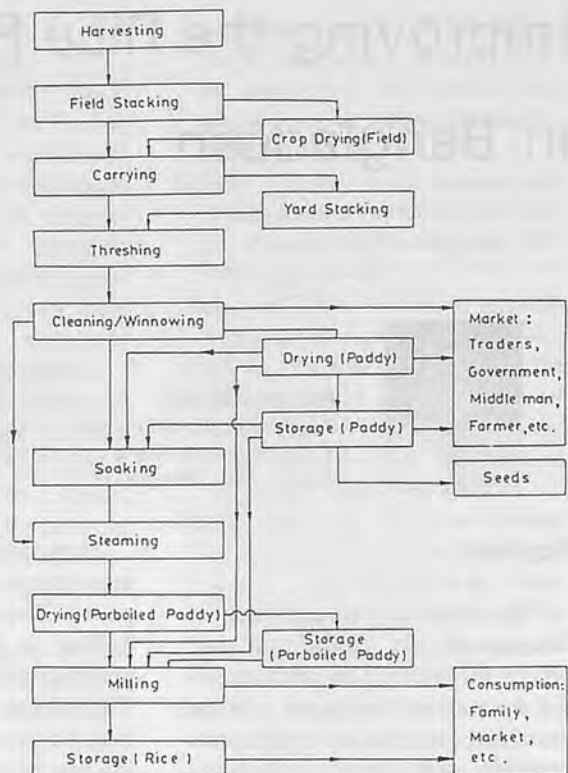 Harvesting
Field Stacking
Crop Drying(Field)
Carrying
Yard Stacking
Threshing
Cleaning/Winnowing
Market :
Traders,
Government,
Middle man,
Farmer,etc.
Drying (Paddy)
Storage (Paddy)
Soaking
Seeds
Steaming
Drying(Parboiled Paddy)
Storage
(Parboiled Paddy)
Milling
Consumption:
Family,
Market,
etc.
Storage (Rice)